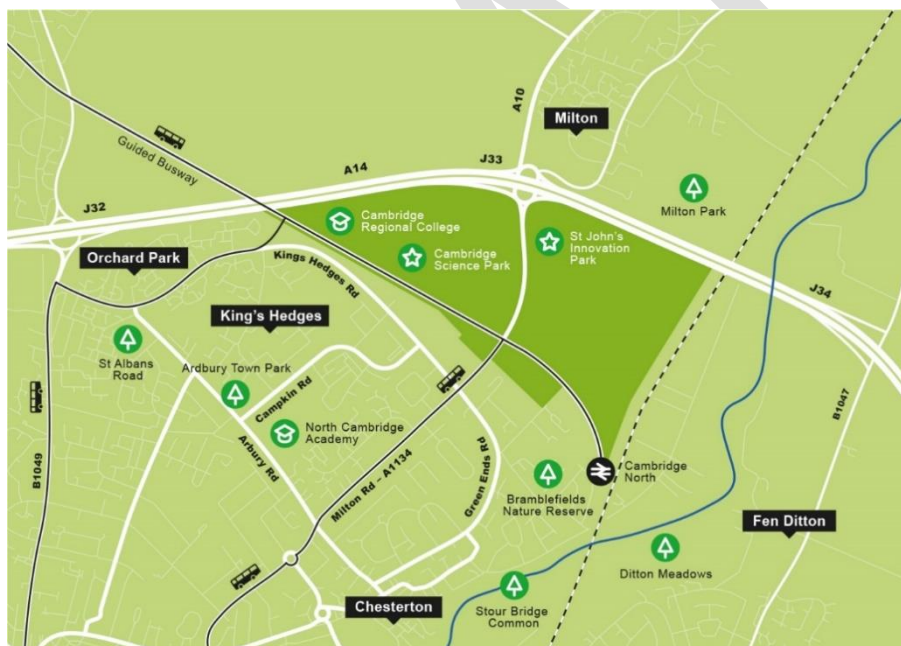 A10
Milton
Guided Busway
J33
A14
Milton Park
J32
Cambridge
Regional College
St John's
Innovation
Park
Cambridge
Science Park
Orchard Park
Kings Hedges Rd
J34
King's Hedges
St Albans
Road
Ardbury Town Park
Campkin Rd
B1049
B1047
North Cambridge
Academy
Arbury Rd
Milton Rd – A1134
Green Ends Rd
Cambridge
North
Bramblefields
Nature Reserve
Fen Ditton
Ditton Meadows
Chesterton
Stour Bridge
Common